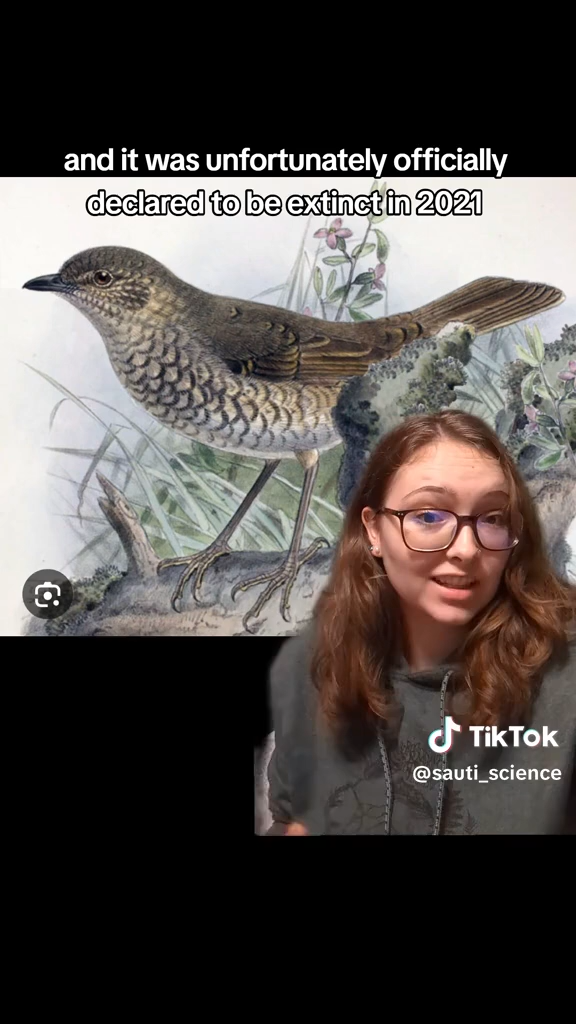 and it was unfortunately officially
declared to be extinct in 2021
TikTok
@sauti_science